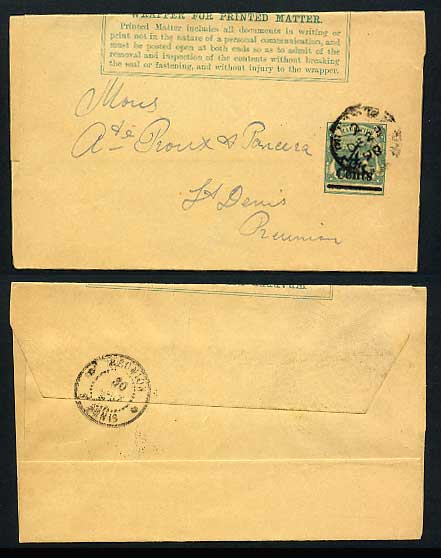 WRAPPER FOR PRINTED MATTER.
Printed Matter includes all documents in writing or
print not in the nature of a personal communication, and
must be posted open at both ends so as to admit of the
removal and inspection of the contents without breaking
the seal or fastening, and without injury to the wrapper.
Mons
Proux &
Cents
St Denis
Reunion
REUNION